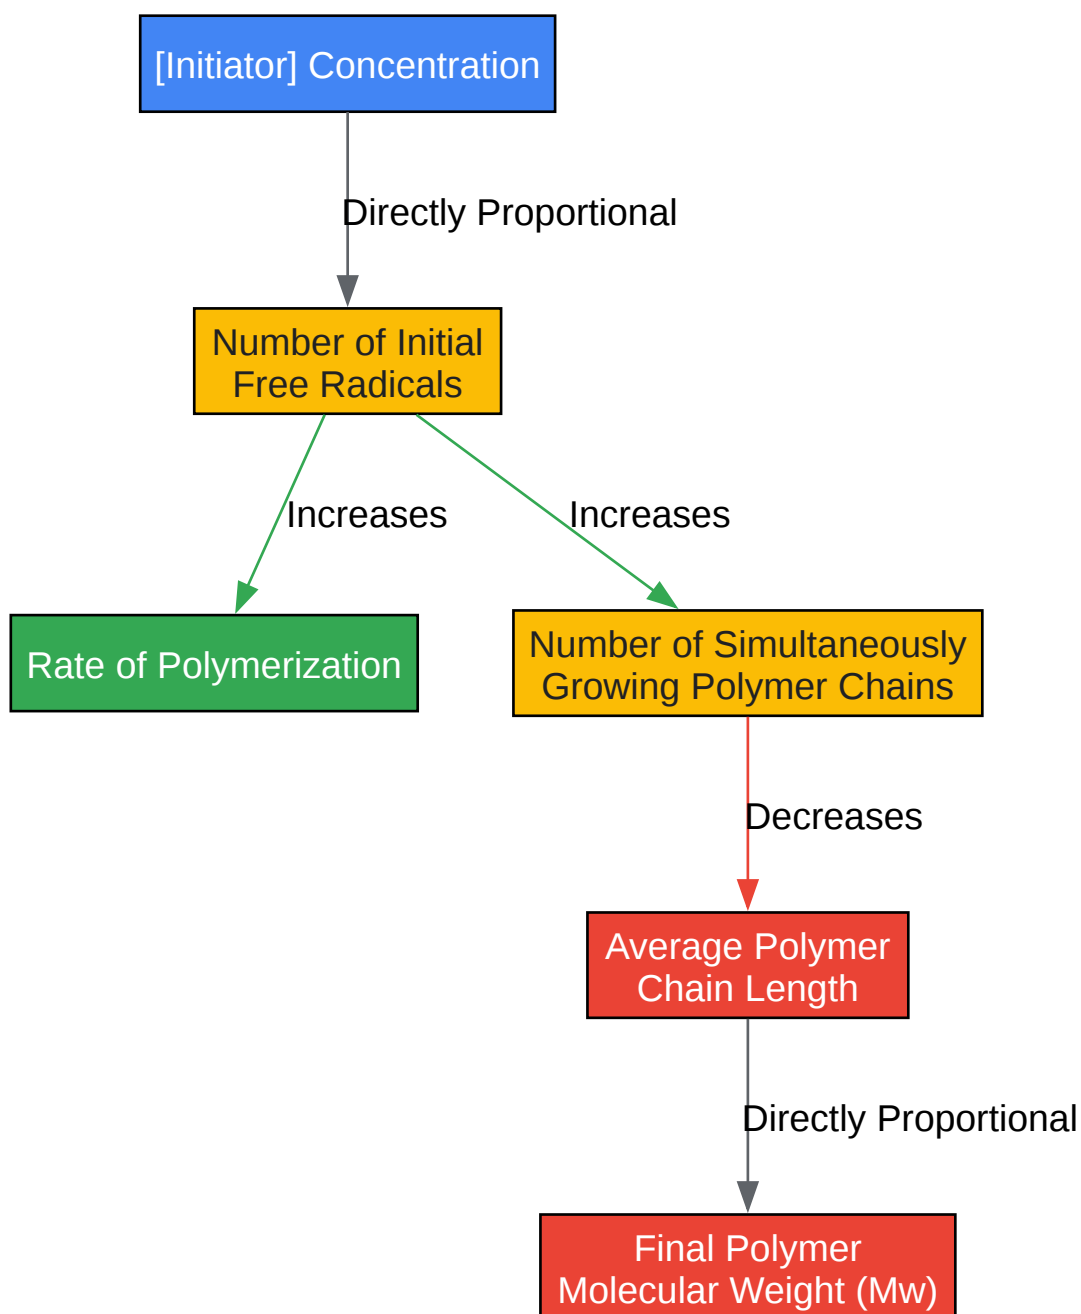 [Initiator] Concentration
Directly Proportional
Number of Initial
Free Radicals
Increases
Increases
Rate of Polymerization
Number of Simultaneously
Growing Polymer Chains
Decreases
Average Polymer
Chain Length
Directly Proportional
Final Polymer
Molecular Weight (Mw)